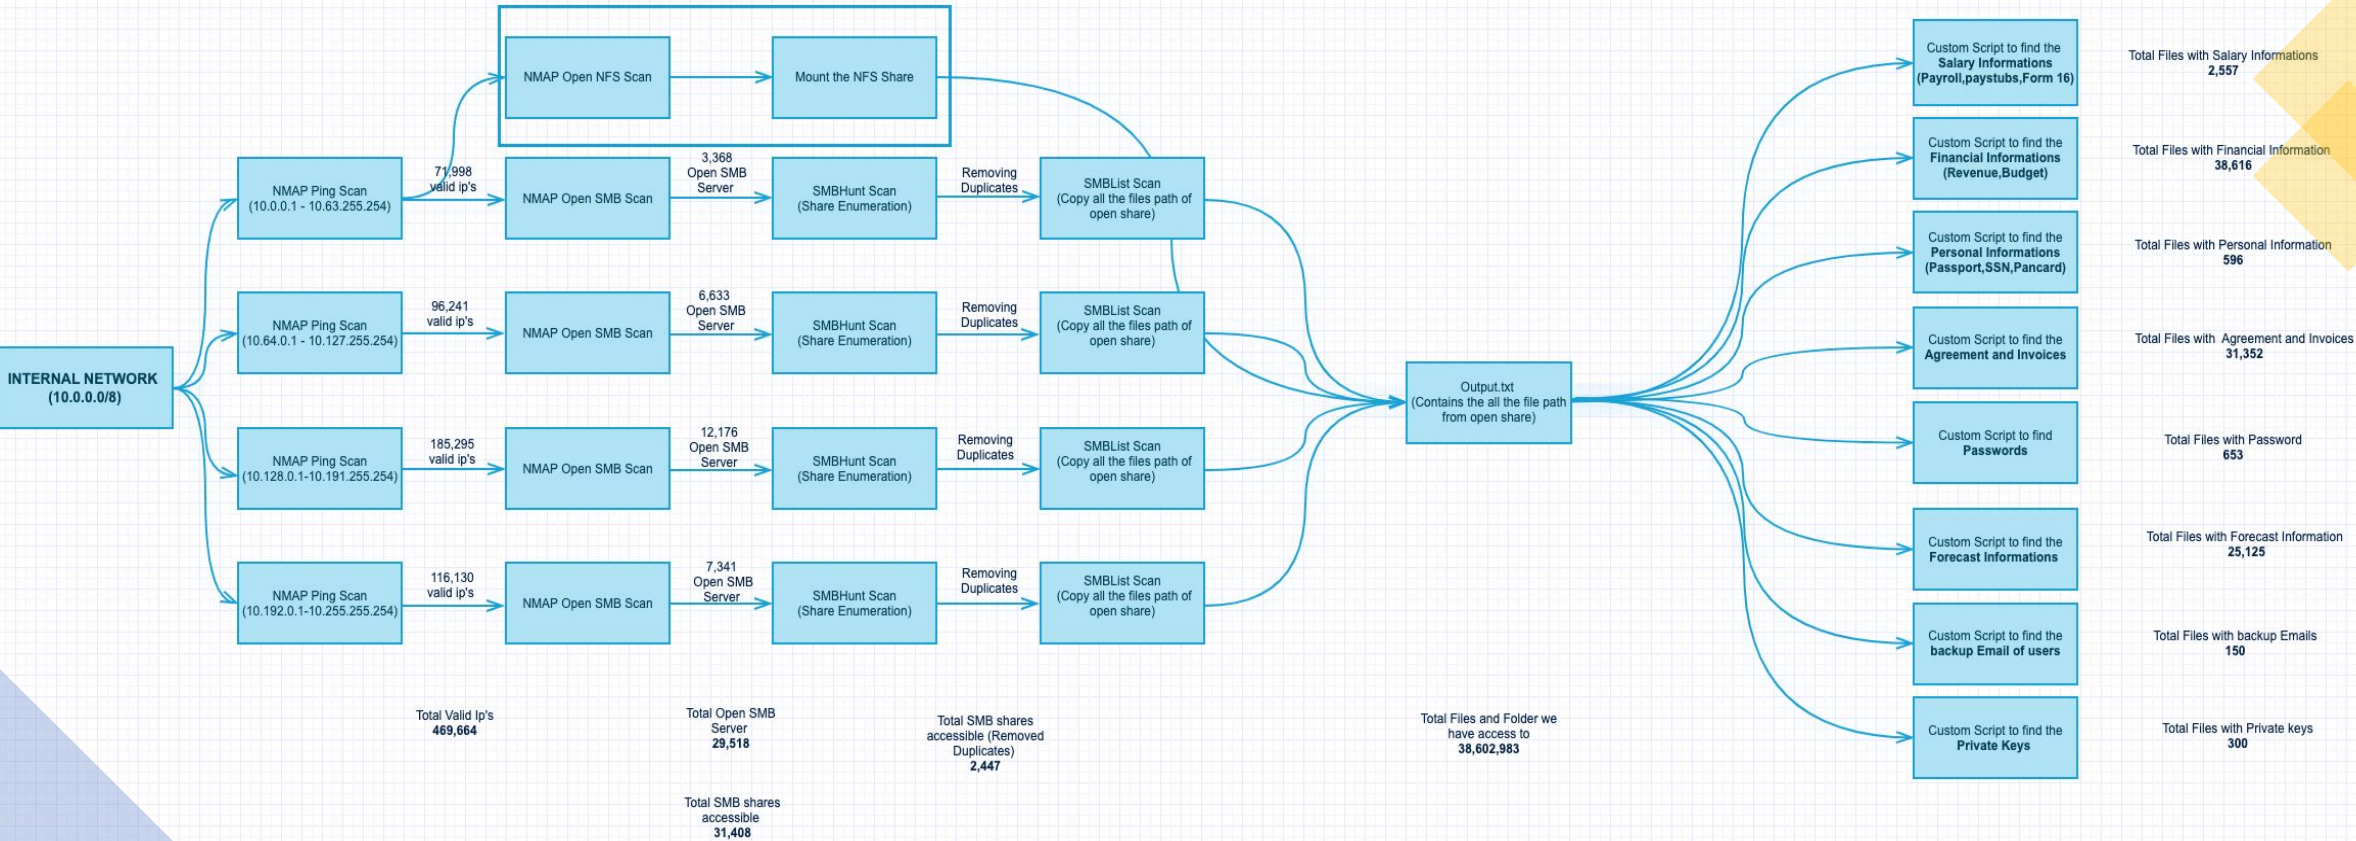 INTERNAL NETWORK
(10.0.0.0/8)
NMAP Open NFS Scan
Mount the NFS Share
NMAP Ping Scan
(10.0.0.1 - 10.63.255.254)
71,998
valid ip's
NMAP Open SMB Scan
3,368
Open SMB
Server
SMBHunt Scan
(Share Enumeration)
Removing
Duplicates
SMBList Scan
(Copy all the files path of
open share)
NMAP Ping Scan
(10.64.0.1 - 10.127.255.254)
96,241
valid ip's
NMAP Open SMB Scan
6,633
Open SMB
Server
SMBHunt Scan
(Share Enumeration)
Removing
Duplicates
SMBList Scan
(Copy all the files path of
open share)
NMAP Ping Scan
(10.128.0.1-10.191.255.254)
185,295
valid ip's
NMAP Open SMB Scan
12,176
Open SMB
Server
SMBHunt Scan
(Share Enumeration)
Removing
Duplicates
SMBList Scan
(Copy all the files path of
open share)
NMAP Ping Scan
(10.192.0.1-10.255.255.254)
116,130
valid ip's
NMAP Open SMB Scan
7,341
Open SMB
Server
SMBHunt Scan
(Share Enumeration)
Removing
Duplicates
SMBList Scan
(Copy all the files path of
open share)
Total Valid Ip's
469,664
Total Open SMB
Server
29,518
Total SMB shares
accessible (Removed
Duplicates)
2,447
Total SMB shares
accessible
31,408
Output.txt
(Contains the all the file path
from open share)
Total Files and Folder we
have access to
38,602,983
Custom Script to find the
Salary Informations
(Payroll,paystubs,Form 16)
Total Files with Salary Informations
2,557
Custom Script to find the
Financial Informations
(Revenue,Budget)
Total Files with Financial Information
38,616
Custom Script to find the
Personal Informations
(Passport,SSN,Pancard)
Total Files with Personal Information
596
Custom Script to find the
Agreement and Invoices
Total Files with Agreement and Invoices
31,352
Custom Script to find
Passwords
Total Files with Password
653
Custom Script to find the
Forecast Informations
Total Files with Forecast Information
25,125
Custom Script to find the
backup Email of users
Total Files with backup Emails
150
Custom Script to find the
Private Keys
Total Files with Private keys
300